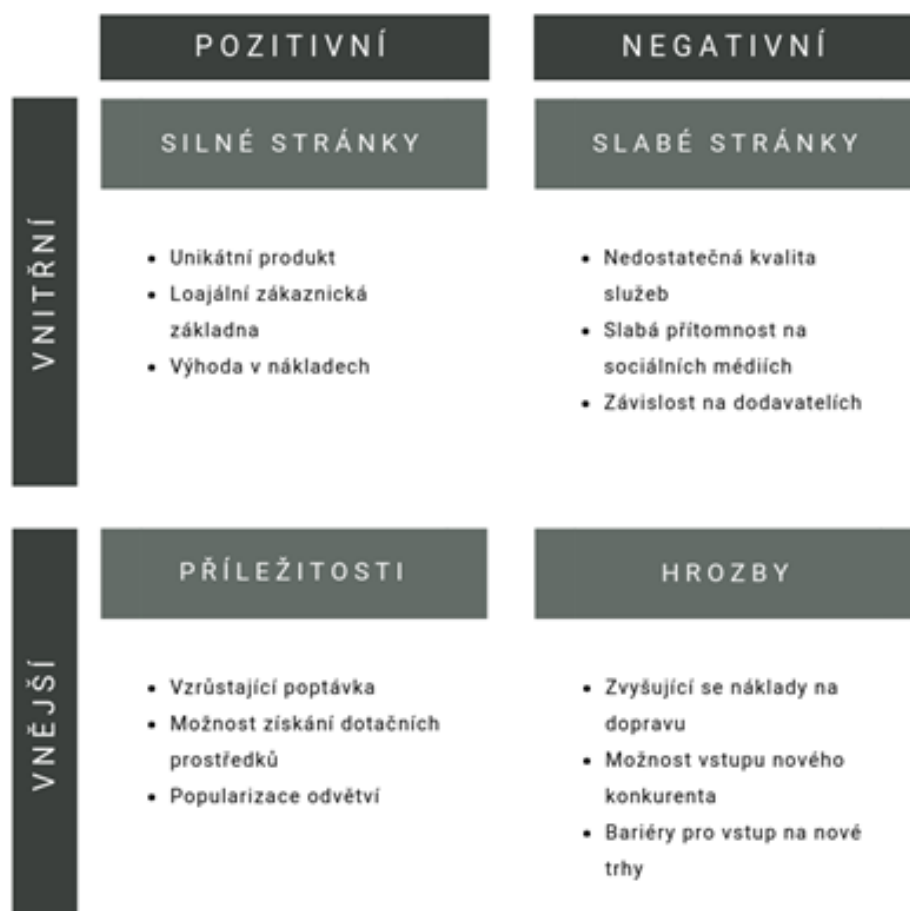 POZITIVNÍ
NEGATIVNÍ
VNITŘNÍ
SILNÉ STRÁNKY
• Unikátní produkt
• Loajální zákaznická
základna
• Výhoda v nákladech
SLABÉ STRÁNKY
• Nedostatečná kvalita
služeb
• Slabá přítomnost na
sociálních médiích
• Závislost na dodavatelích
VNĚJŠÍ
PŘÍLEŽITOSTI
• Vzrůstající poptávka
• Možnost získání dotačních
prostředků
• Popularizace odvětví
HROZBY
• Zvyšující se náklady na
dopravu
• Možnost vstupu nového
konkurenta
• Bariéry pro vstup na nové
trhy